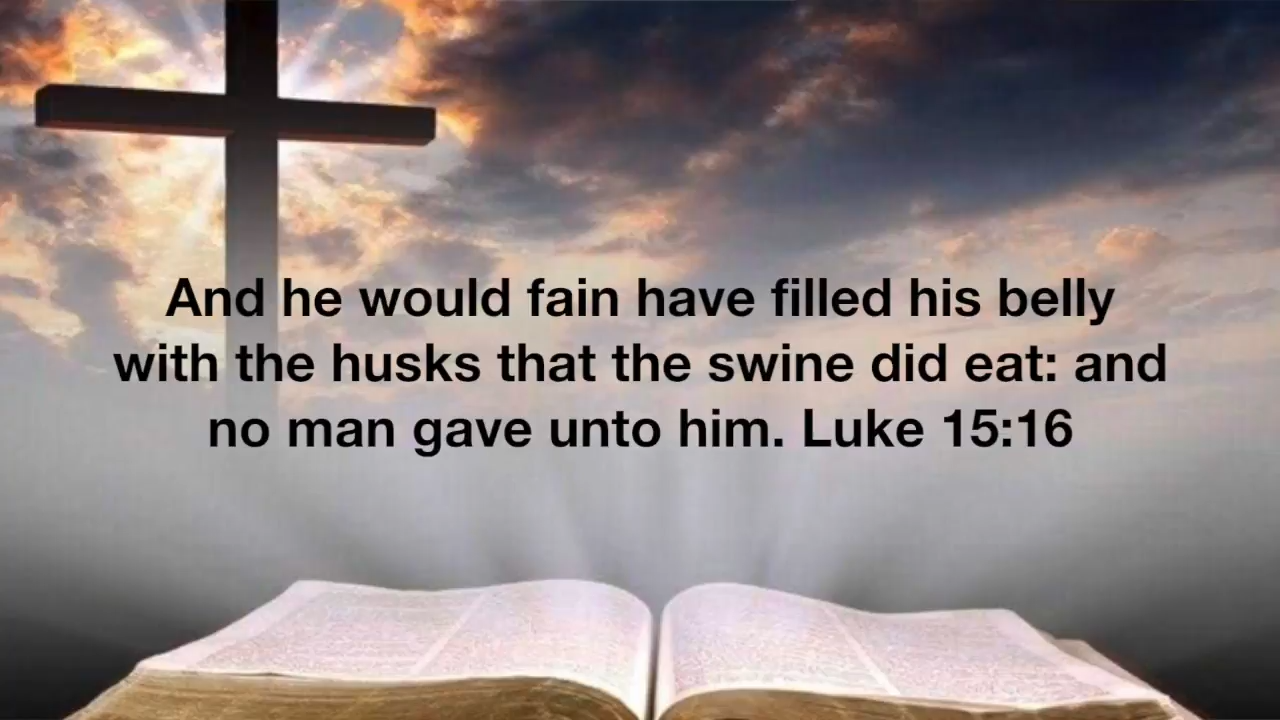 And he would fain have filled his belly
with the husks that the swine did eat: and
no man gave unto him. Luke 15:16